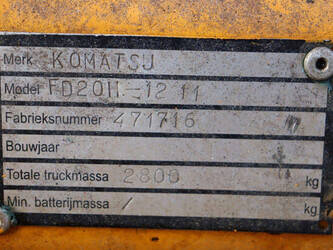 Merk KOMATSU
Model FD20H-12 11
Fabrieksnummer 471716
Bouwjaar
Totale truckmassa 2800 kg
Min. batterijmassa / kg